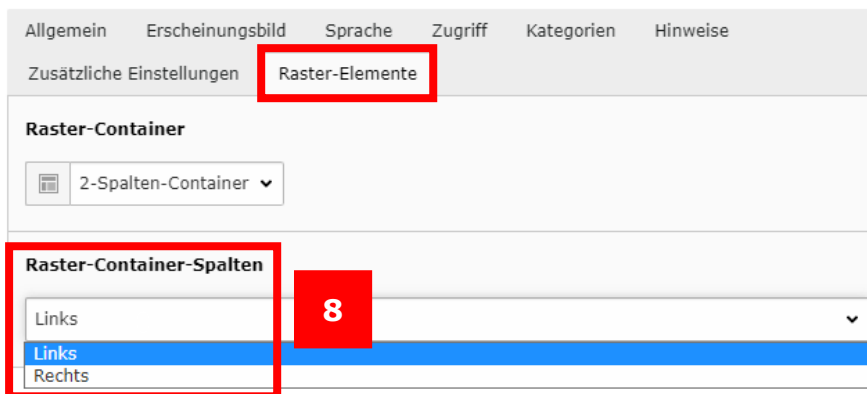 Allgemein Erscheinungsbild Sprache Zugriff Kategorien Hinweise
Zusätzliche Einstellungen Raster-Elemente
Raster-Container
2-Spalten-Container
Raster-Container-Spalten
8
Links
Links
Rechts